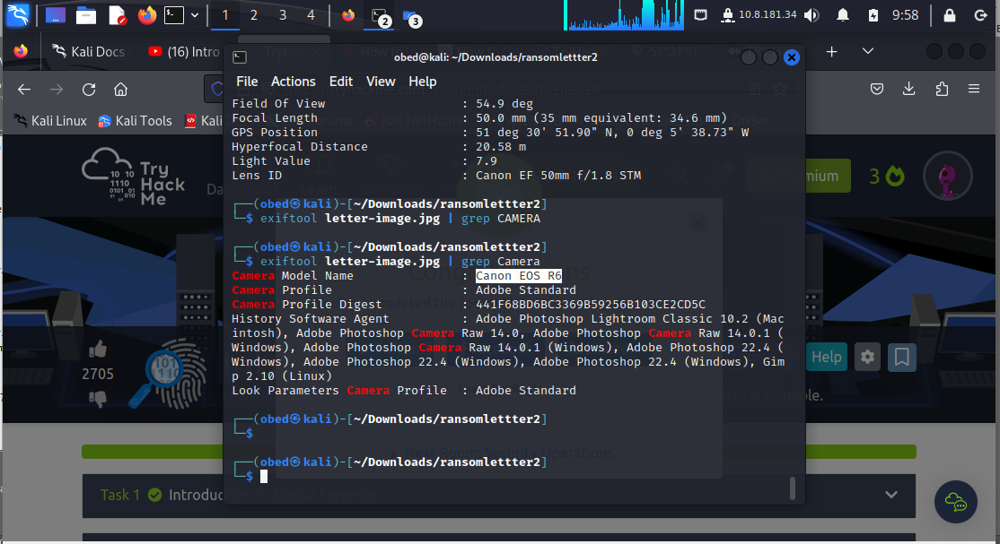 1 2 3 4 2 3 10.8.181.34 9:58
Kali Docs (16) Intro
obed@kali: ~/Downloads/ransomlettter2
File Actions Edit View Help
Kali Linux Kali Tools Kali
Field Of View : 54.9 deg
Focal Length : 50.0 mm (35 mm equivalent: 34.6 mm)
GPS Position : 51 deg 30' 51.90" N, 0 deg 5' 38.73" W
Hyperfocal Distance : 20.58 m
Light Value : 7.9
Lens ID : Canon EF 50mm f/1.8 STM
Try
Hack
Me
Da
mium
3
┌──(obed㉿kali)-[~/Downloads/ransomlettter2]
└─$ exiftool letter-image.jpg | grep CAMERA
┌──(obed㉿kali)-[~/Downloads/ransomlettter2]
└─$ exiftool letter-image.jpg | grep Camera
Camera Model Name : Canon EOS R6
Camera Profile : Adobe Standard
Camera Profile Digest : 441F68BD6BC3369B59256B103CE2CD5C
History Software Agent : Adobe Photoshop Lightroom Classic 10.2 (Mac
intosh), Adobe Photoshop Camera Raw 14.0, Adobe Photoshop Camera Raw 14.0.1 (
Windows), Adobe Photoshop Camera Raw 14.0.1 (Windows), Adobe Photoshop 22.4 (
Windows), Adobe Photoshop 22.4 (Windows), Adobe Photoshop 22.4 (Windows), Gim
p 2.10 (Linux)
Look Parameters Camera Profile : Adobe Standard
2705
Help
┌──(obed㉿kali)-[~/Downloads/ransomlettter2]
└─$
┌──(obed㉿kali)-[~/Downloads/ransomlettter2]
└─$
Task 1 Introduc